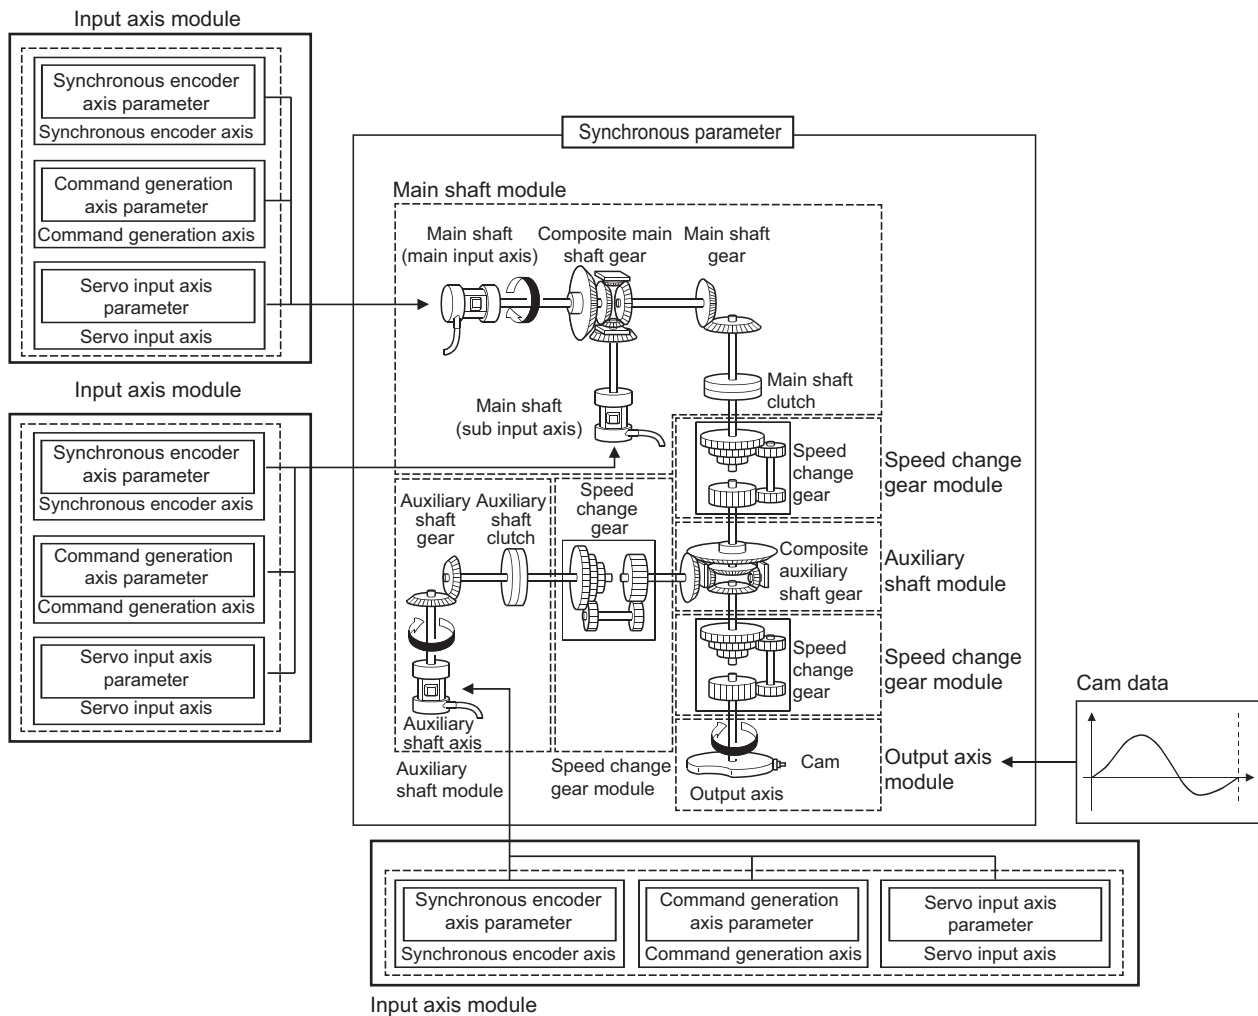 Input axis module
Synchronous encoder
axis parameter
Synchronous encoder axis
Command generation
axis parameter
Command generation axis
Servo input axis
parameter
Servo input axis
Input axis module
Synchronous encoder
axis parameter
Synchronous encoder axis
Command generation
axis parameter
Command generation axis
Servo input axis
parameter
Servo input axis
Synchronous parameter
Main shaft module
Main shaft
(main input axis)
Composite main
shaft gear
Main shaft
gear
Main shaft
clutch
Main shaft
(sub input axis)
Speed
change
gear
Speed change
gear module
Auxiliary
shaft
gear
Auxiliary
shaft
clutch
Speed
change
gear
Composite
auxiliary
shaft gear
Auxiliary
shaft module
Speed
change
gear
Speed change
gear module
Auxiliary
shaft axis
Auxiliary
shaft module
Speed change
gear module
Cam
Output axis
Output axis
module
Cam data
Synchronous encoder
axis parameter
Synchronous encoder axis
Command generation
axis parameter
Command generation axis
Servo input axis
parameter
Servo input axis
Input axis module